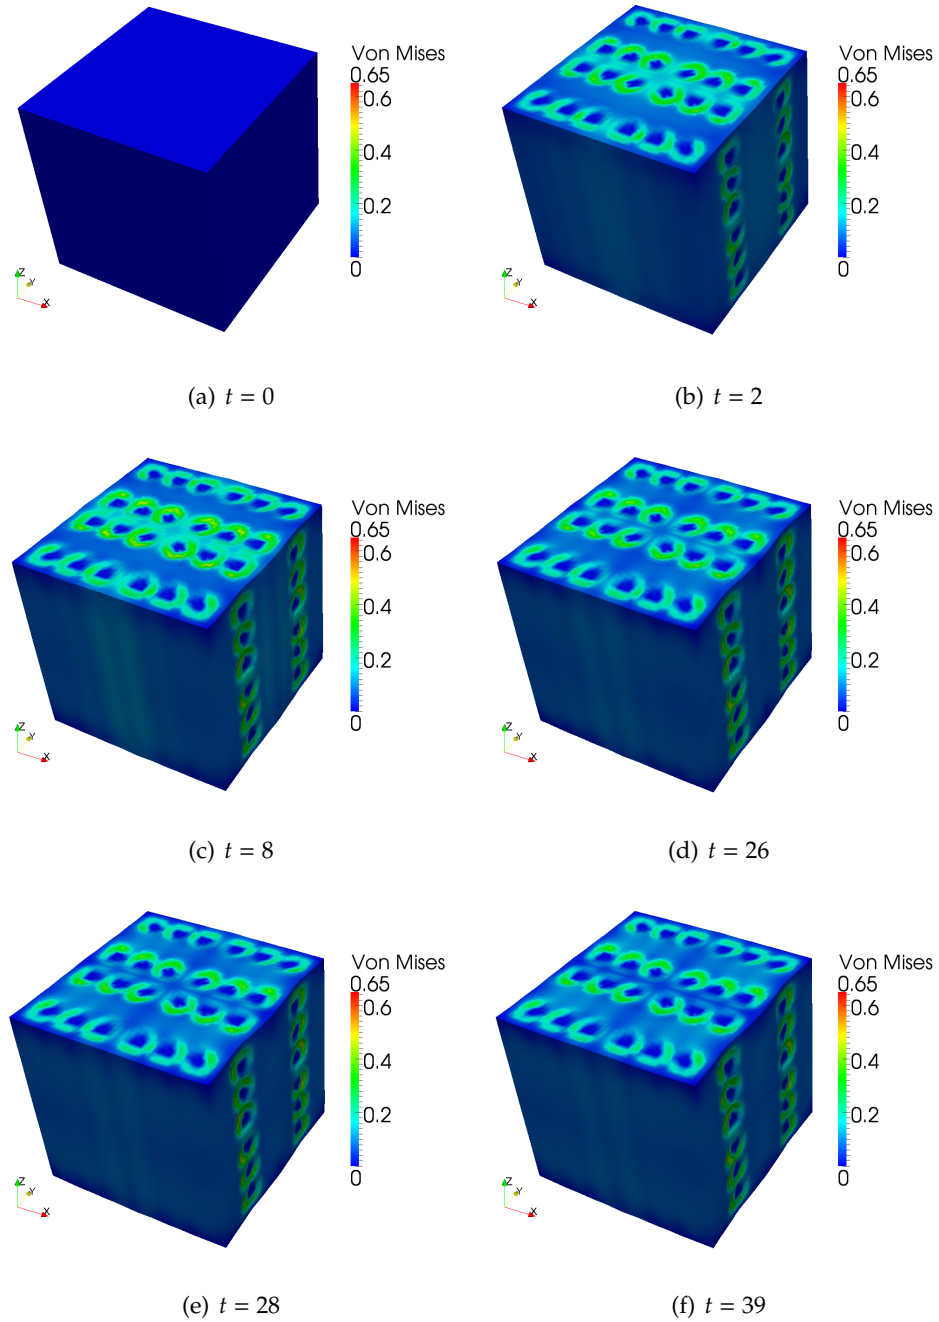 Von Mises
0.65
0.6
0.4
0.2
0
Z
Y
X
(a) t = 0
Von Mises
0.65
0.6
0.4
0.2
0
Z
Y
X
(b) t = 2
Von Mises
0.65
0.6
0.4
0.2
0
Z
Y
X
(c) t = 8
Von Mises
0.65
0.6
0.4
0.2
0
Z
Y
X
(d) t = 26
Von Mises
0.65
0.6
0.4
0.2
0
Z
Y
X
(e) t = 28
Von Mises
0.65
0.6
0.4
0.2
0
Z
Y
X
(f) t = 39